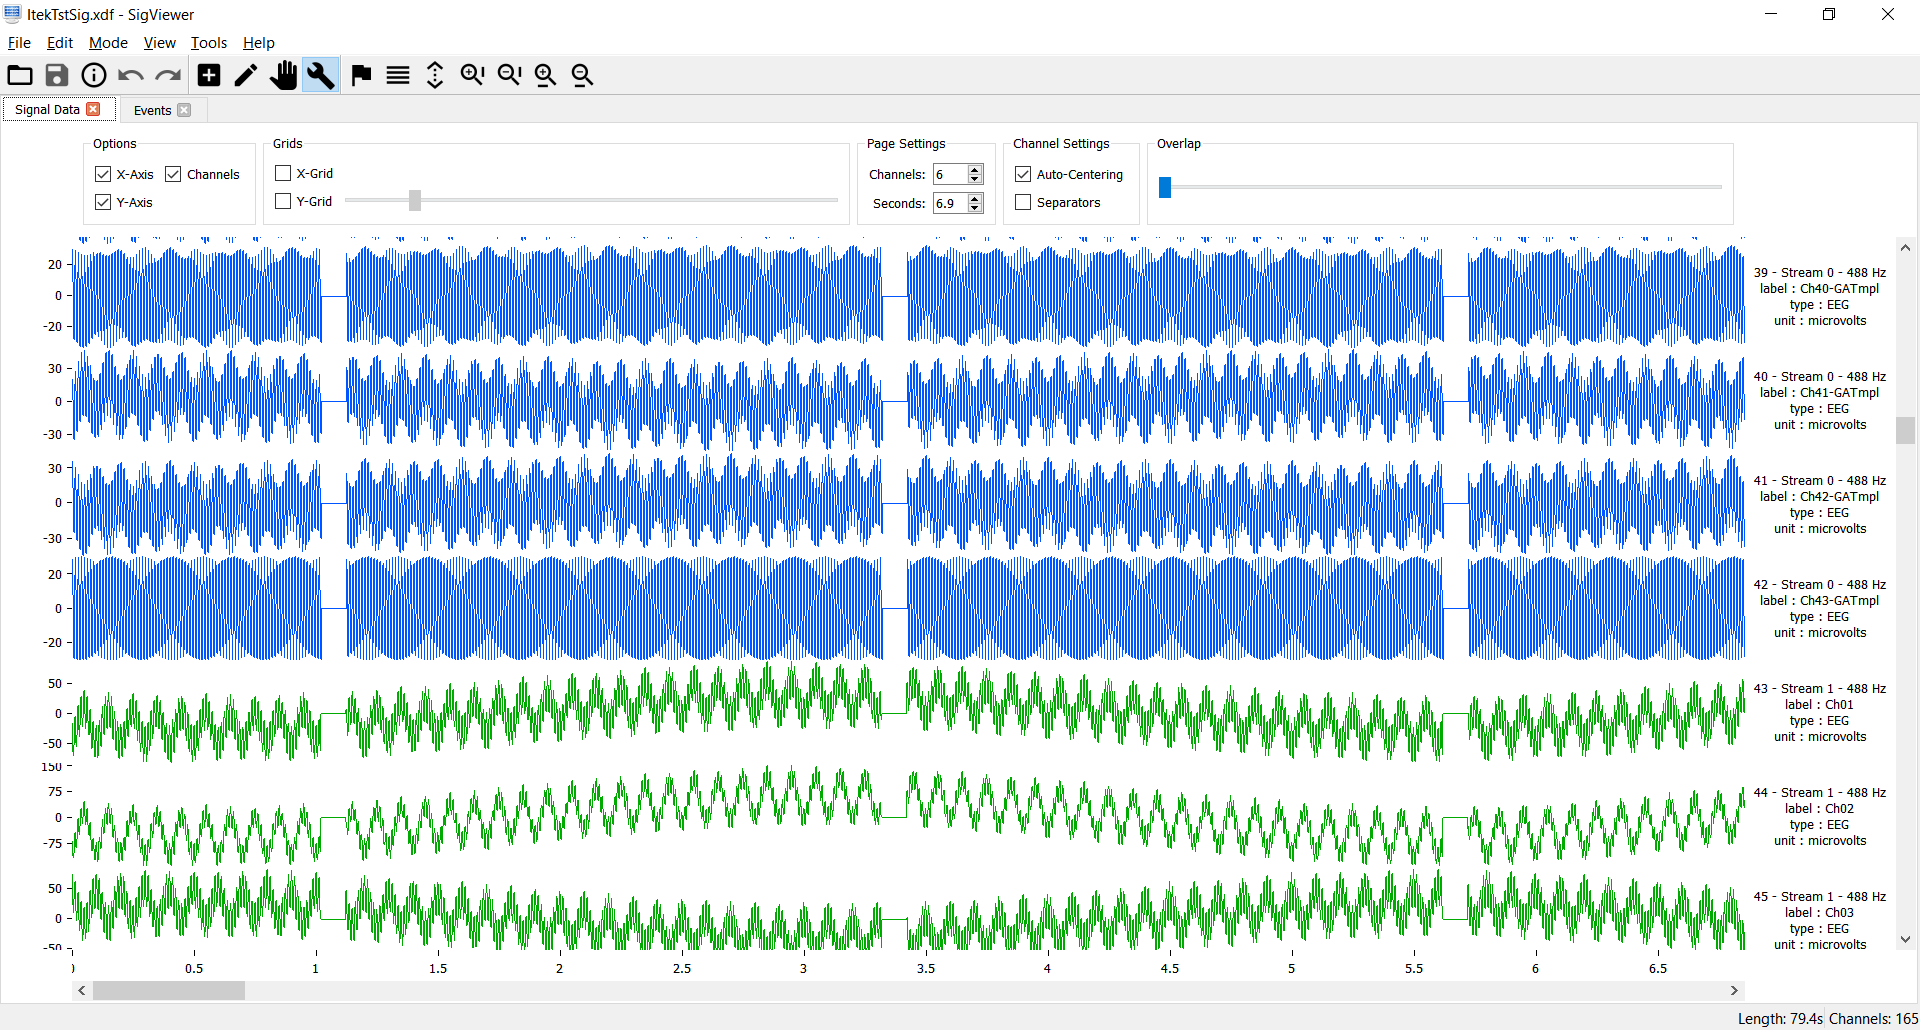 ItekTstSig.xdf - SigViewer
File Edit Mode View Tools Help
Signal Data Events
Options Grids Page Settings Channel Settings Overlap
X-Axis Channels X-Grid Channels: 6 Auto-Centering
Y-Axis Y-Grid Seconds: 6.9 Separators
20
0
-20
39 - Stream 0 - 488 Hz
label : Ch40-GATmpl
type : EEG
unit : microvolts
30
0
-30
40 - Stream 0 - 488 Hz
label : Ch41-GATmpl
type : EEG
unit : microvolts
30
0
-30
41 - Stream 0 - 488 Hz
label : Ch42-GATmpl
type : EEG
unit : microvolts
20
0
-20
42 - Stream 0 - 488 Hz
label : Ch43-GATmpl
type : EEG
unit : microvolts
50
0
-50
43 - Stream 1 - 488 Hz
label : Ch01
type : EEG
unit : microvolts
150
75
0
-75
44 - Stream 1 - 488 Hz
label : Ch02
type : EEG
unit : microvolts
50
0
-50
45 - Stream 1 - 488 Hz
label : Ch03
type : EEG
unit : microvolts
0.5 1 1.5 2 2.5 3 3.5 4 4.5 5 5.5 6 6.5
Length: 79.4s Channels: 165